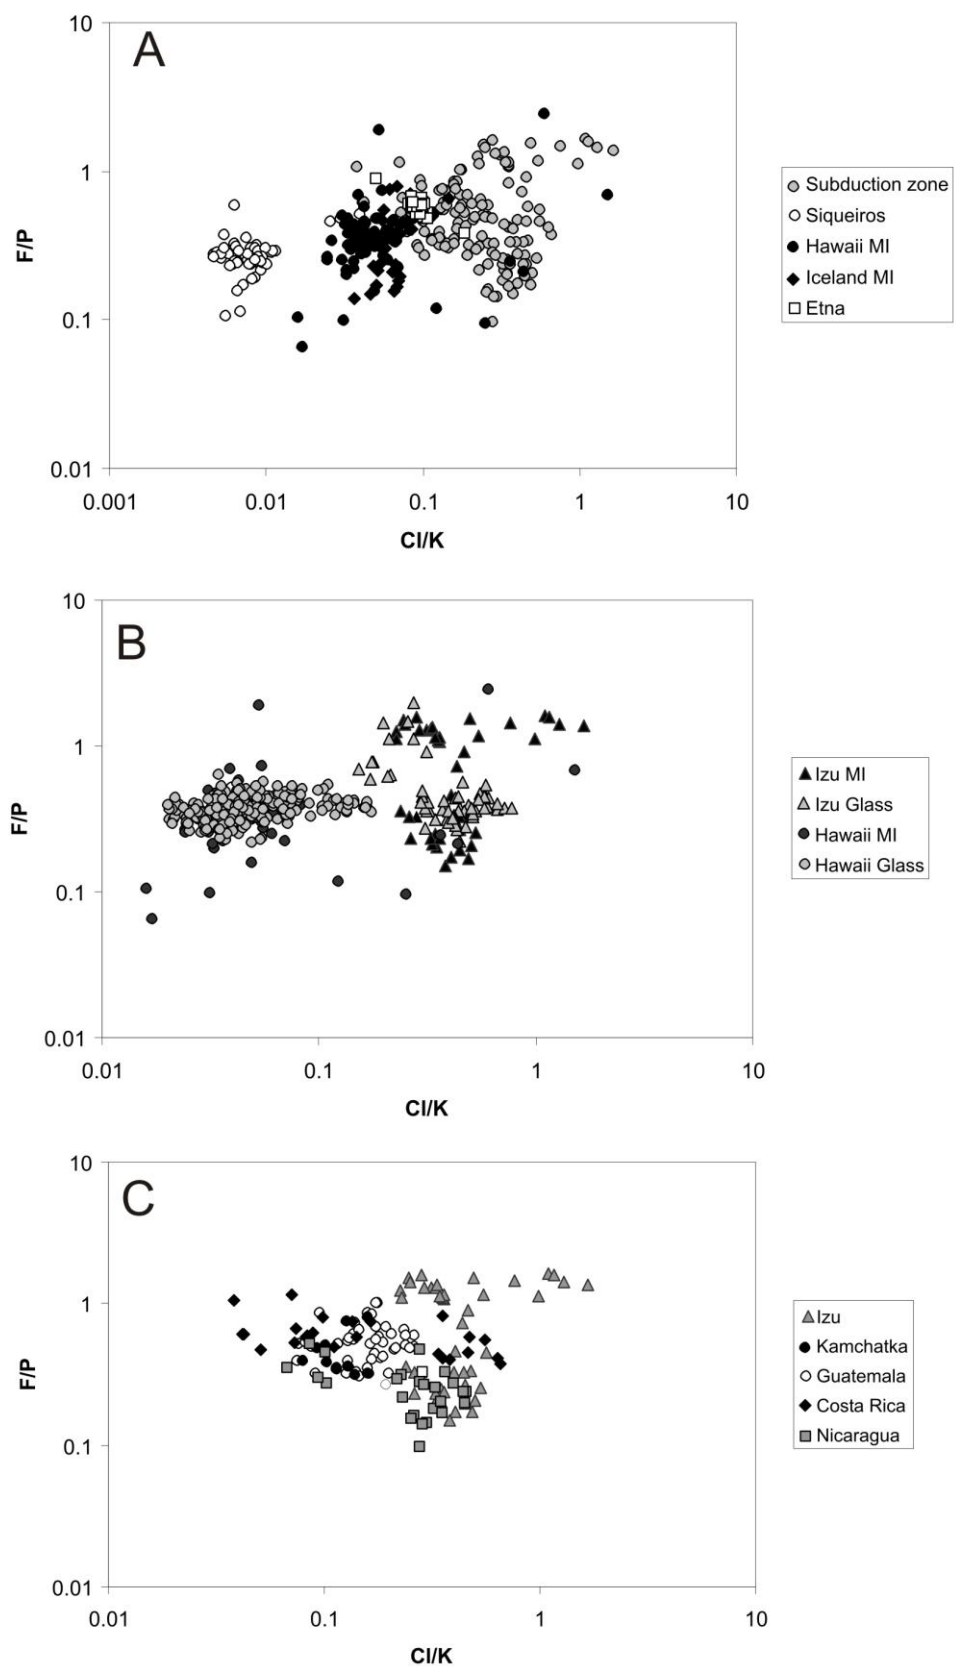 A
10
1
0.1
0.01
F/P
0.001
0.01
0.1
1
10
Cl/K
Subduction zone
Siqueiros
Hawaii MI
Iceland MI
Etna
B
10
1
0.1
0.01
F/P
0.01
0.1
1
10
Cl/K
Izu MI
Izu Glass
Hawaii MI
Hawaii Glass
C
10
1
0.1
0.01
F/P
0.01
0.1
1
10
Cl/K
Izu
Kamchatka
Guatemala
Costa Rica
Nicaragua